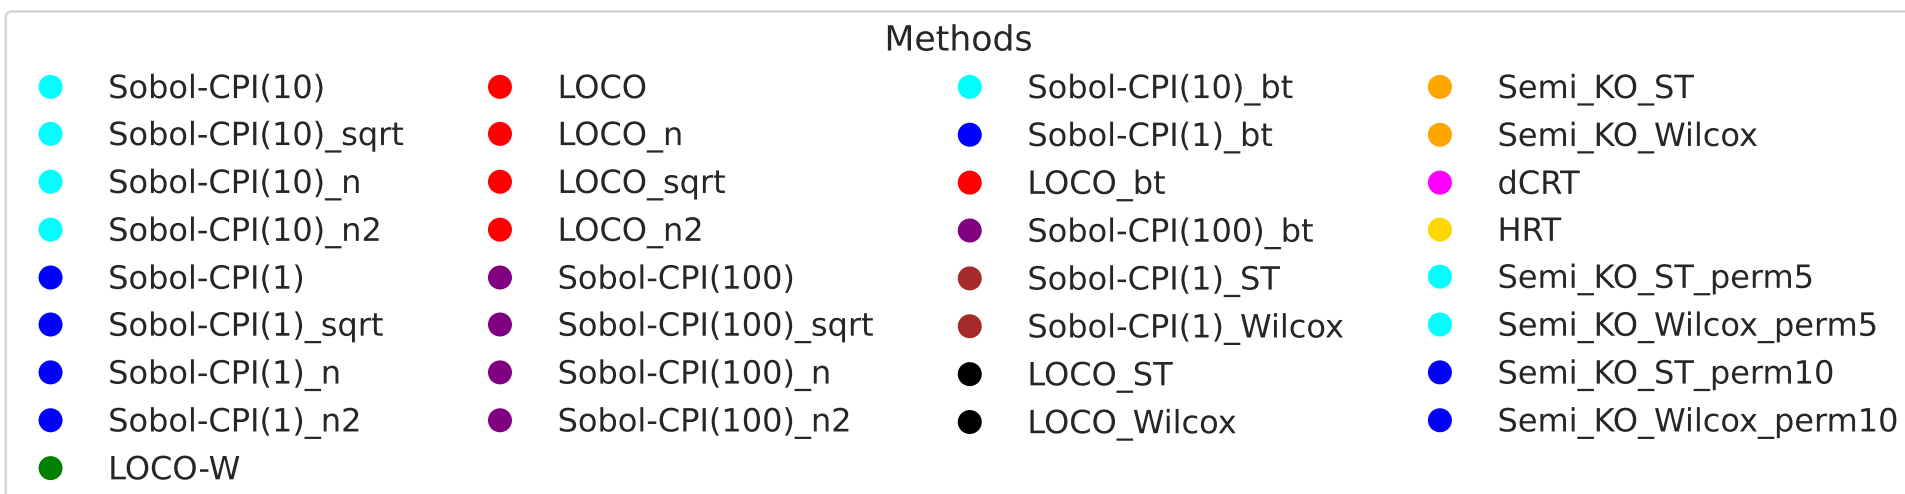 Methods
Sobol-CPI(10)
Sobol-CPI(10)_sqrt
Sobol-CPI(10)_n
Sobol-CPI(10)_n2
Sobol-CPI(1)
Sobol-CPI(1)_sqrt
Sobol-CPI(1)_n
Sobol-CPI(1)_n2
LOCO-W
LOCO
LOCO_n
LOCO_sqrt
LOCO_n2
Sobol-CPI(100)
Sobol-CPI(100)_sqrt
Sobol-CPI(100)_n
Sobol-CPI(100)_n2
Sobol-CPI(10)_bt
Sobol-CPI(1)_bt
LOCO_bt
Sobol-CPI(100)_bt
Sobol-CPI(1)_ST
Sobol-CPI(1)_Wilcox
LOCO_ST
LOCO_Wilcox
Semi_KO_ST
Semi_KO_Wilcox
dCRT
HRT
Semi_KO_ST_perm5
Semi_KO_Wilcox_perm5
Semi_KO_ST_perm10
Semi_KO_Wilcox_perm10